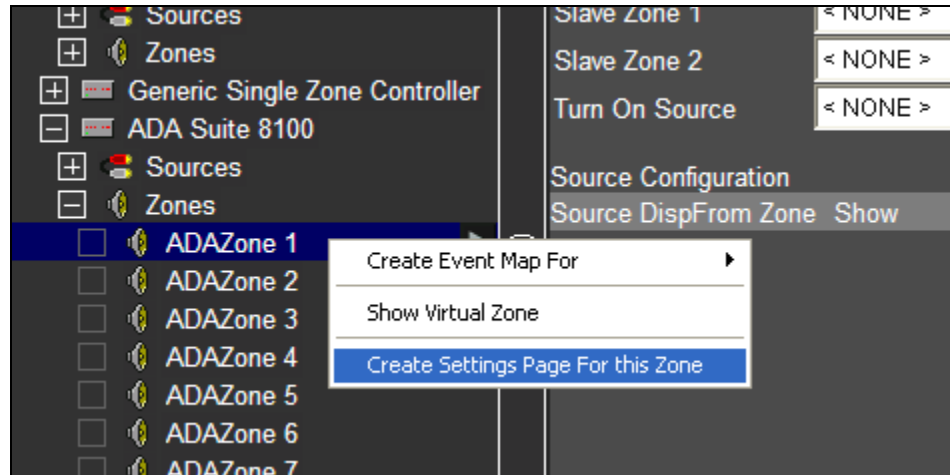 Sources
Zones
Generic Single Zone Controller
ADA Suite 8100
Sources
Zones
ADAZone 1
ADAZone 2
ADAZone 3
ADAZone 4
ADAZone 5
ADAZone 6
ADAZone 7
Create Event Map For
Show Virtual Zone
Create Settings Page For this Zone
Slave Zone 1 < NONE >
Slave Zone 2 < NONE >
Turn On Source < NONE >
Source Configuration
Source DispFrom Zone Show